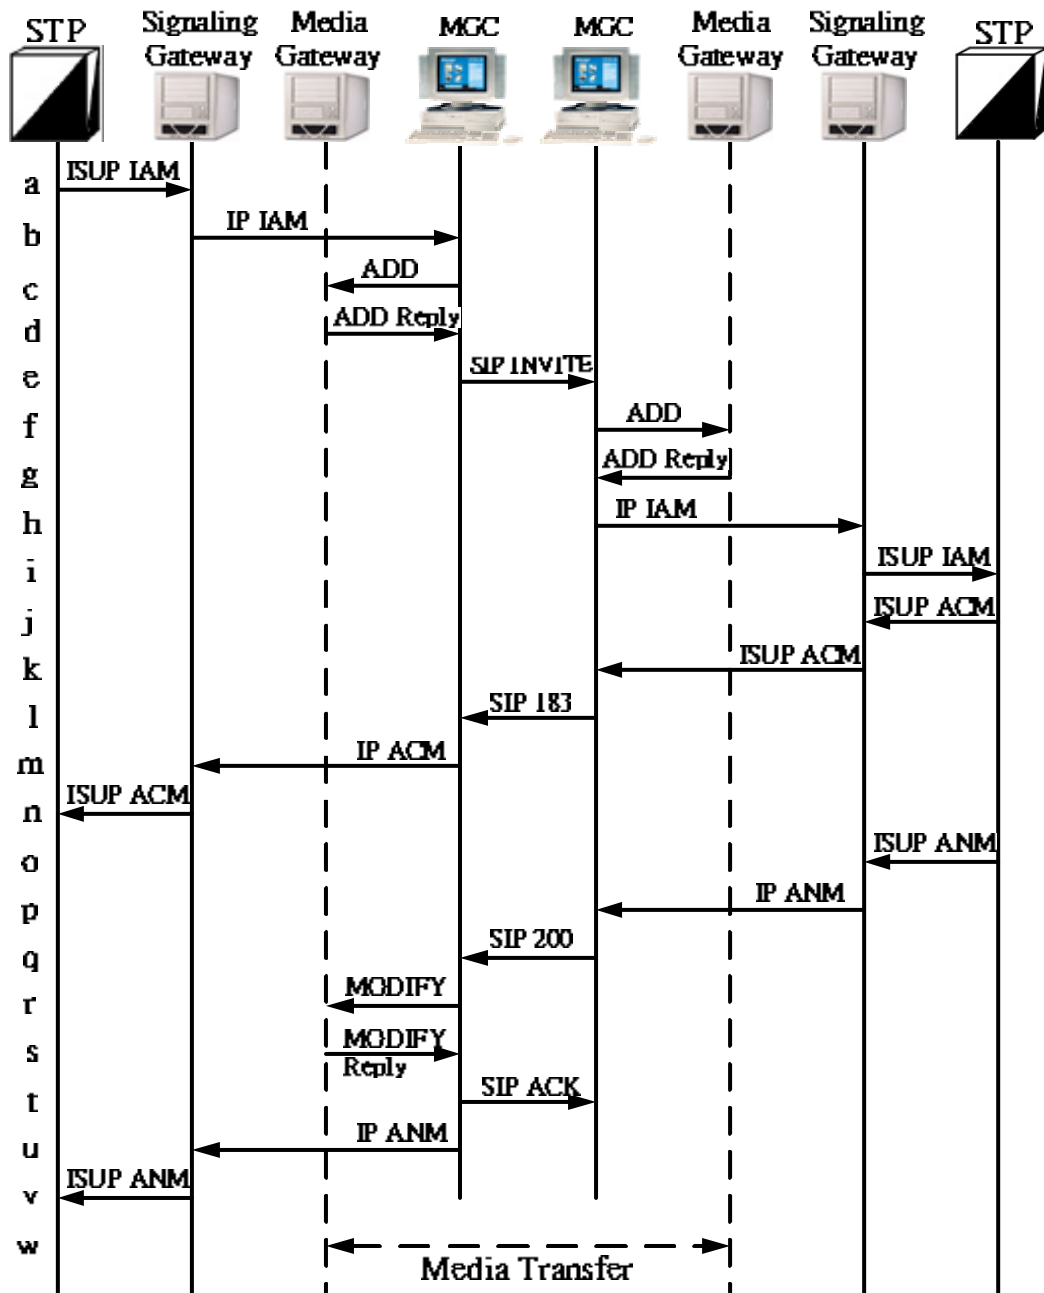 STP
Signaling
Gateway
Media
Gateway
MGC
MGC
Media
Gateway
Signaling
Gateway
STP
a
ISUP IAM
b
IP IAM
c
ADD
d
ADD Reply
e
SIP INVITE
f
ADD
g
ADD Reply
h
IP IAM
i
ISUP IAM
j
ISUP ACM
k
ISUP ACM
l
SIP 183
m
IP ACM
n
ISUP ACM
o
ISUP ANM
p
IP ANM
q
SIP 200
r
MODIFY
s
MODIFY
Reply
t
SIP ACK
u
IP ANM
v
ISUP ANM
w
Media Transfer